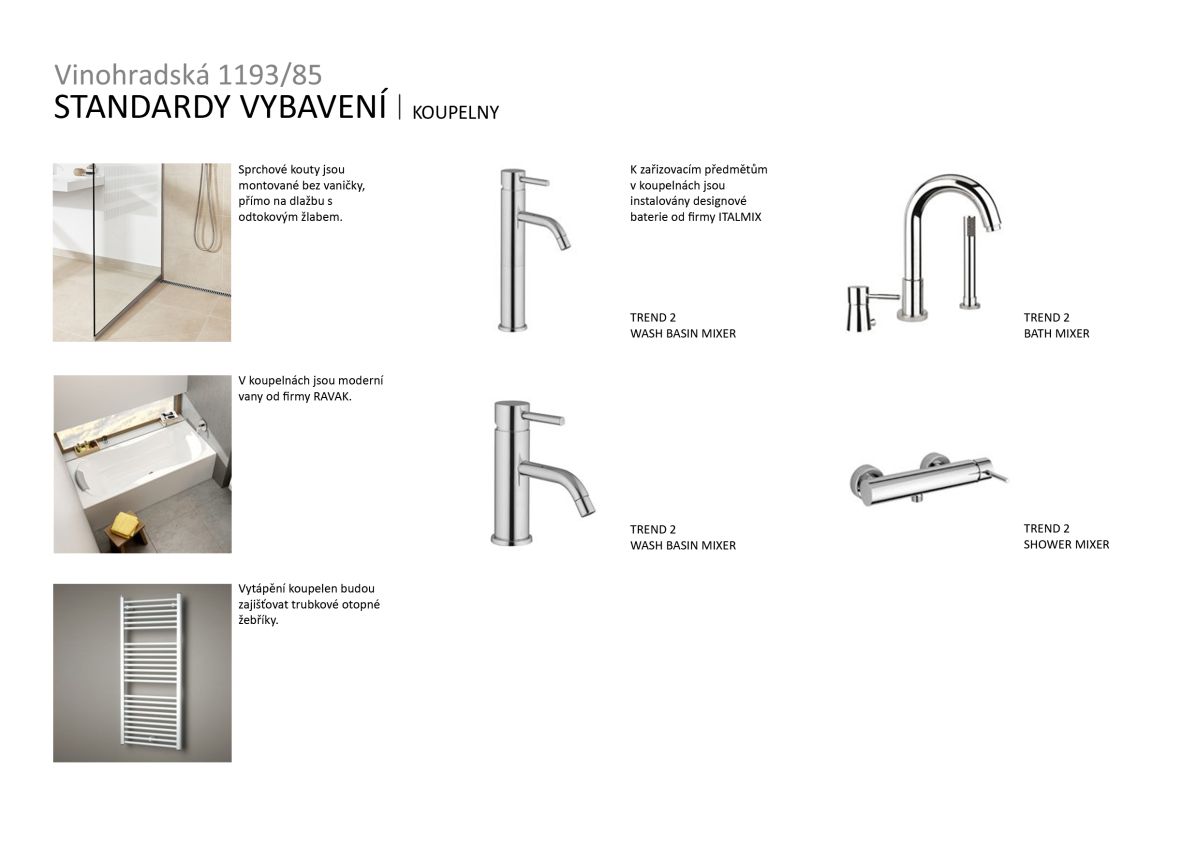 Vinohradská 1193/85
STANDARDY VYBAVENÍ | KOUPELNY
Sprchové kouty jsou
montované bez vaničky,
přímo na dlažbu s
odtokovým žlabem.
V koupelnách jsou moderní
vany od firmy RAVAK.
Vytápění koupelen budou
zajišťovat trubkové otopné
žebříky.
K zařizovacím předmětům
v koupelnách jsou
instalovány designové
baterie od firmy ITALMIX
TREND 2
WASH BASIN MIXER
TREND 2
WASH BASIN MIXER
TREND 2
BATH MIXER
TREND 2
SHOWER MIXER